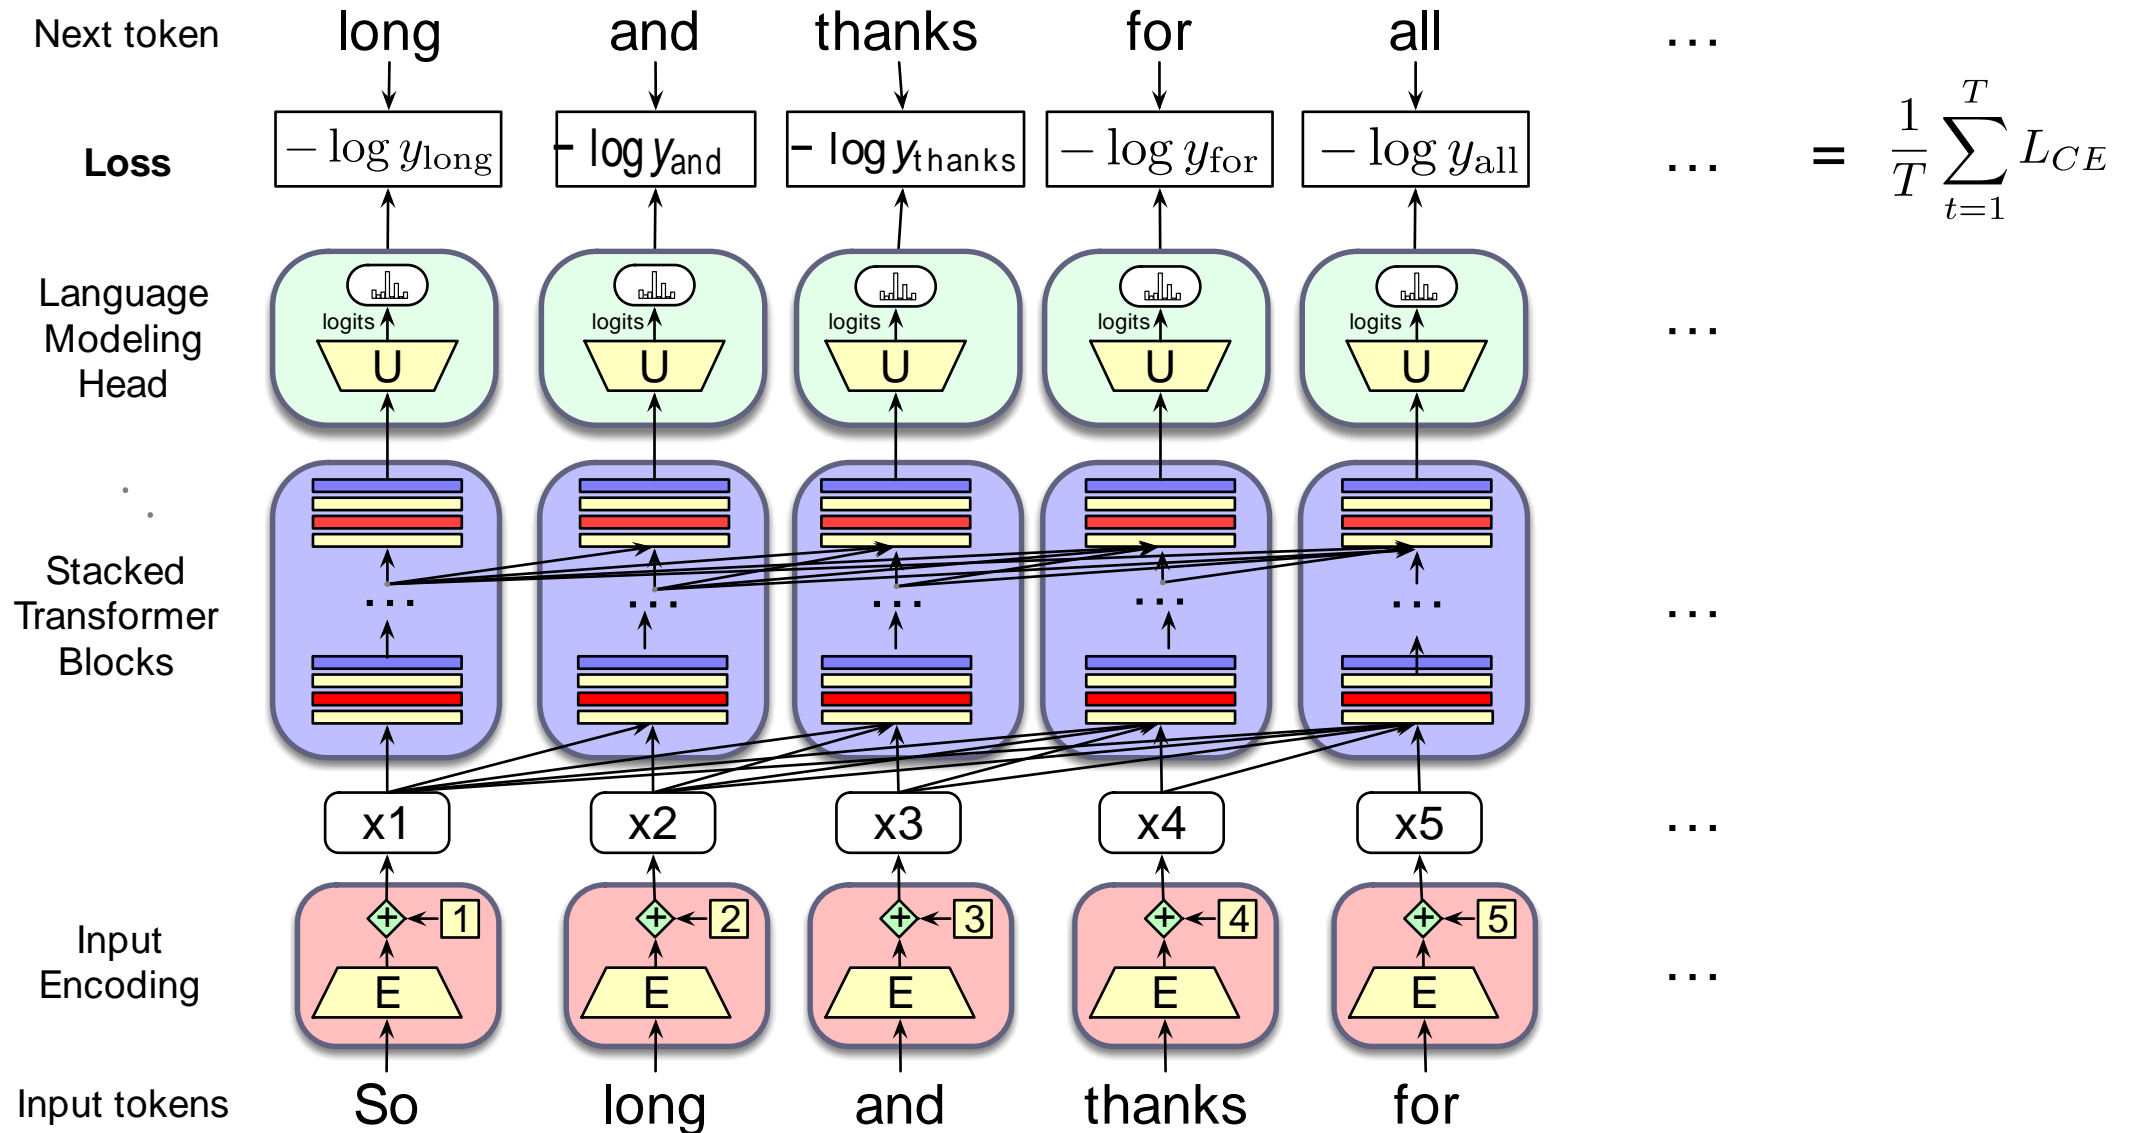 Next token long and thanks for all ...
Loss − log y_long − log y_and − log y_thanks − log y_for − log y_all ... = 1/T ∑_{t=1}^{T} L_{CE}
Language
Modeling
Head
logits logits logits logits logits
U U U U U ...
Stacked
Transformer
Blocks
... ... ... ... ... ...
x1 x2 x3 x4 x5 ...
+ 1 + 2 + 3 + 4 + 5
Input
Encoding
E E E E E ...
Input tokens So long and thanks for